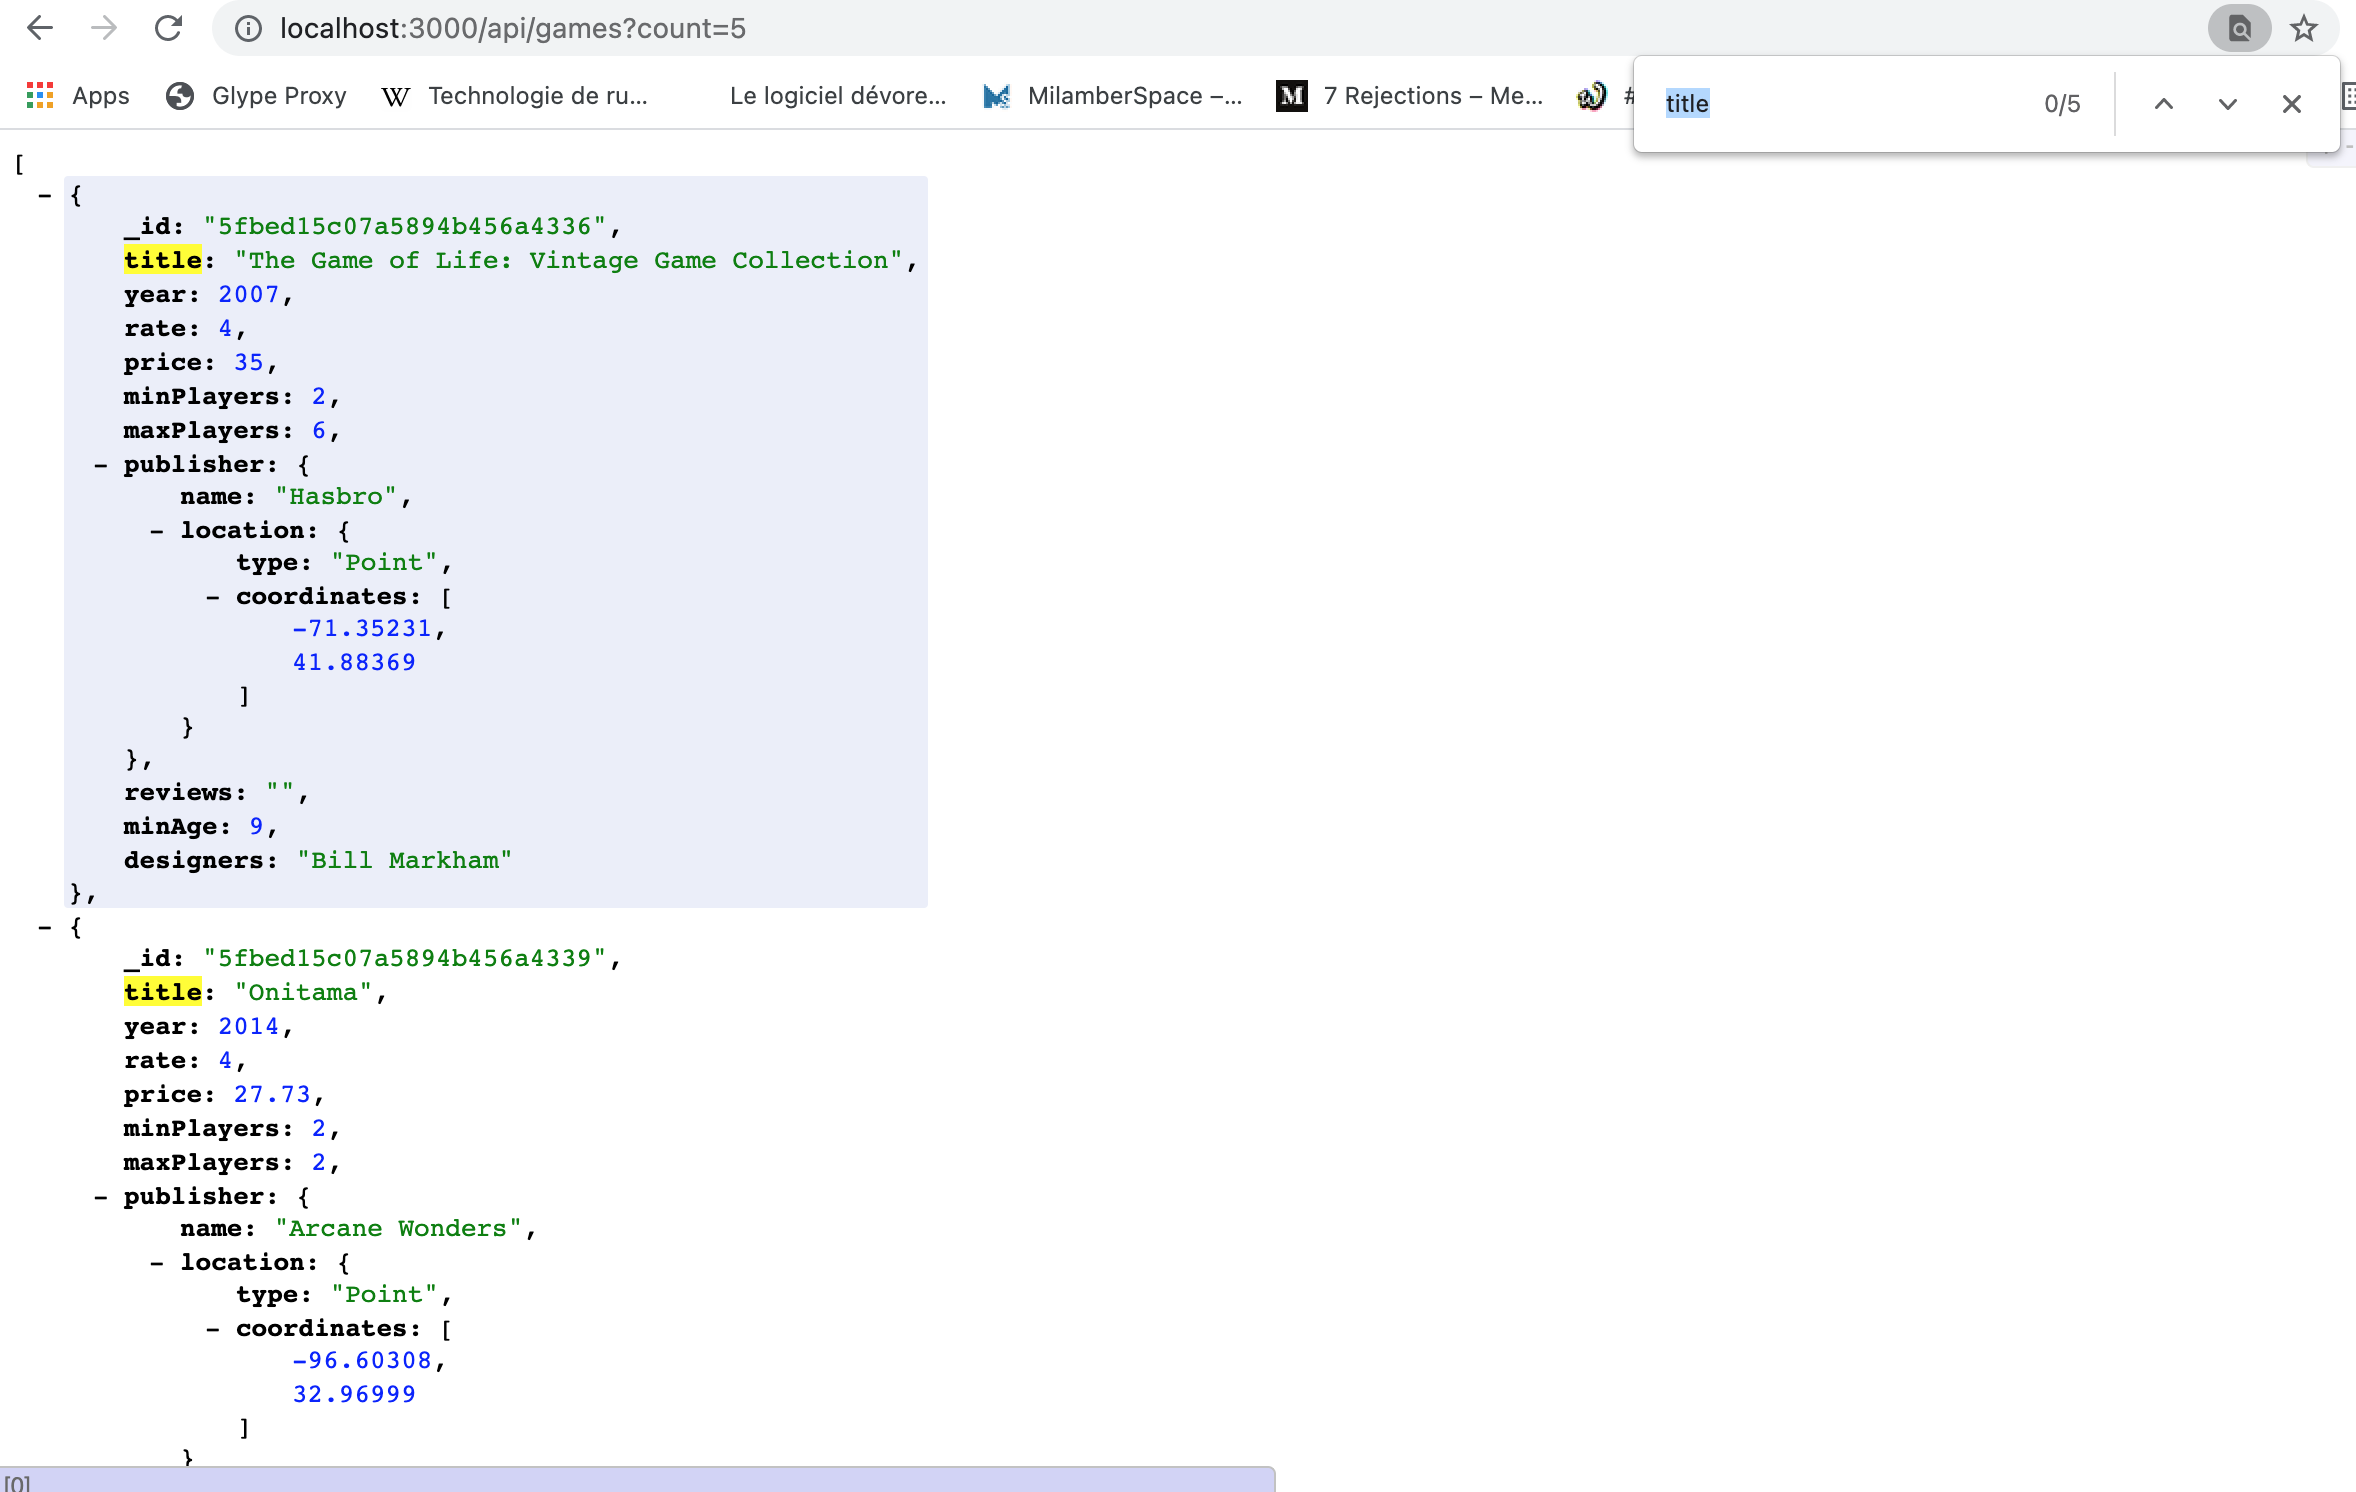 localhost:3000/api/games?count=5
Apps Glype Proxy W Technologie de ru... Le logiciel dévore... MilamberSpace –... M 7 Rejections – Me... #
title 0/5
[
– {
_id: "5fbed15c07a5894b456a4336",
title: "The Game of Life: Vintage Game Collection",
year: 2007,
rate: 4,
price: 35,
minPlayers: 2,
maxPlayers: 6,
– publisher: {
name: "Hasbro",
– location: {
type: "Point",
– coordinates: [
-71.35231,
41.88369
]
}
},
reviews: "",
minAge: 9,
designers: "Bill Markham"
},
– {
_id: "5fbed15c07a5894b456a4339",
title: "Onitama",
year: 2014,
rate: 4,
price: 27.73,
minPlayers: 2,
maxPlayers: 2,
– publisher: {
name: "Arcane Wonders",
– location: {
type: "Point",
– coordinates: [
-96.60308,
32.96999
]
}
[0]